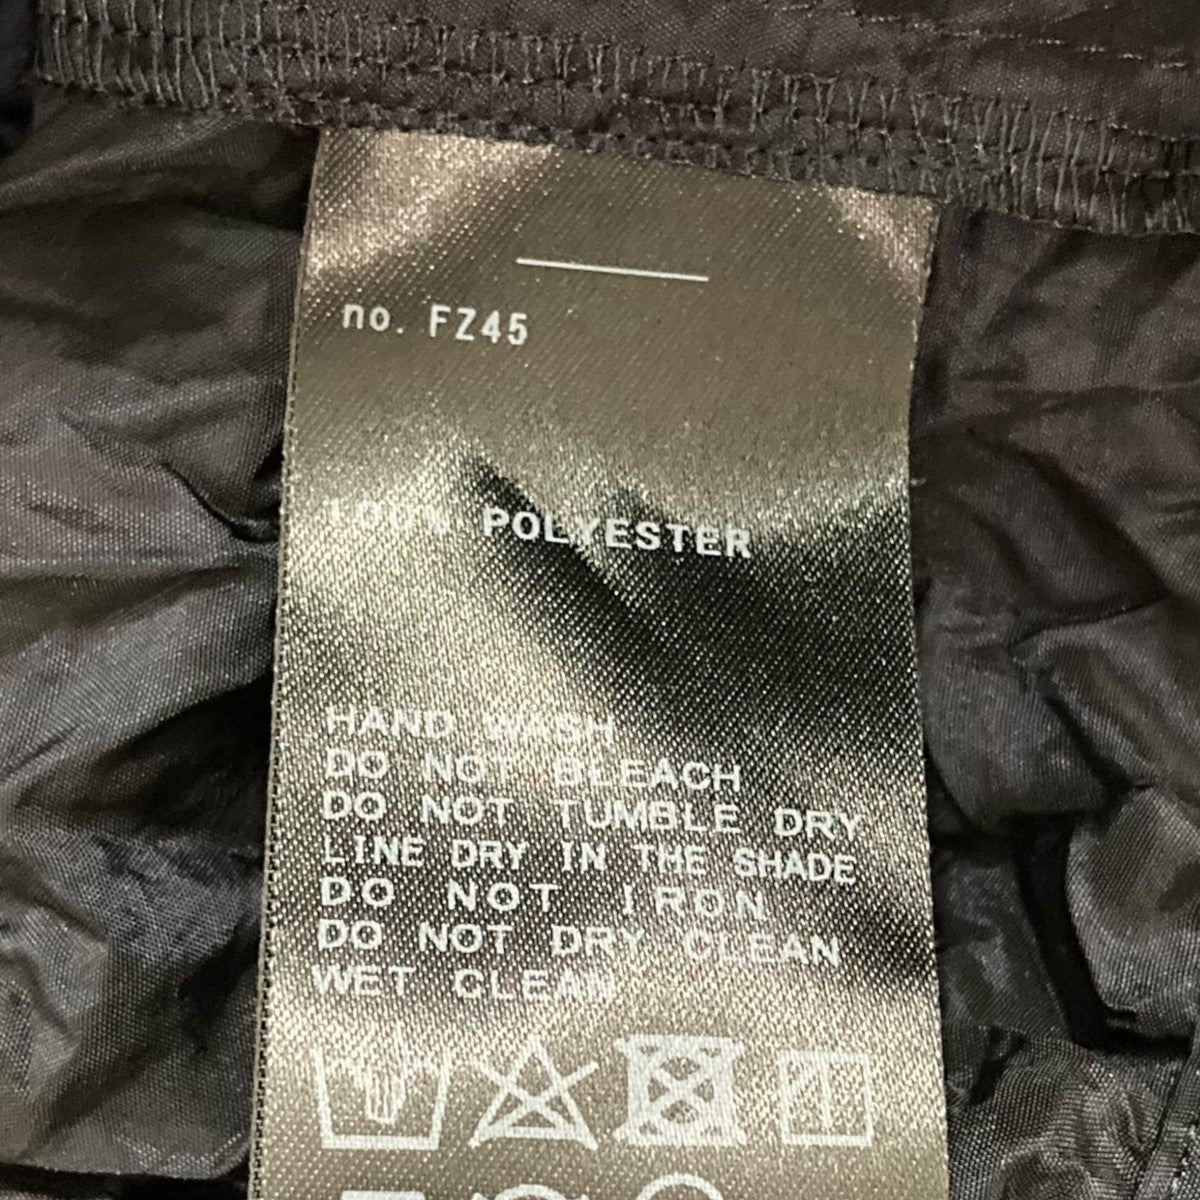 no. FZ45
100% POLYESTER
HAND WASH
DO NOT BLEACH
DO NOT TUMBLE DRY
LINE DRY IN THE SHADE
DO NOT IRON
DO NOT DRY CLEAN
WET CLEAN